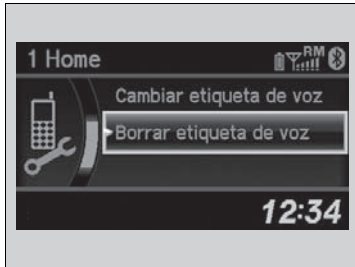 1 Home
RM
Cambiar etiqueta de voz
Borrar etiqueta de voz
12:34